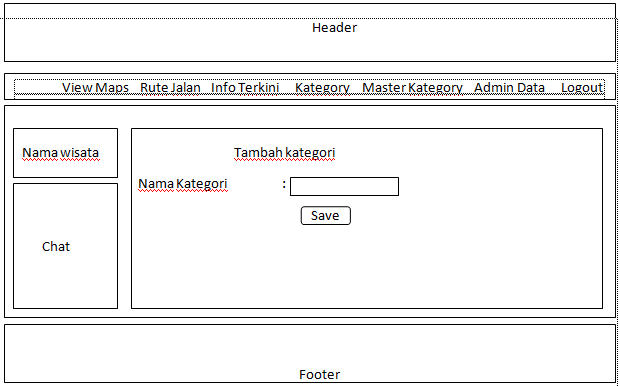 Header
View Maps Rute Jalan Info Terkini Kategory Master Kategory Admin Data Logout
Nama wisata
Tambah kategori
Nama Kategori :
Save
Chat
Footer